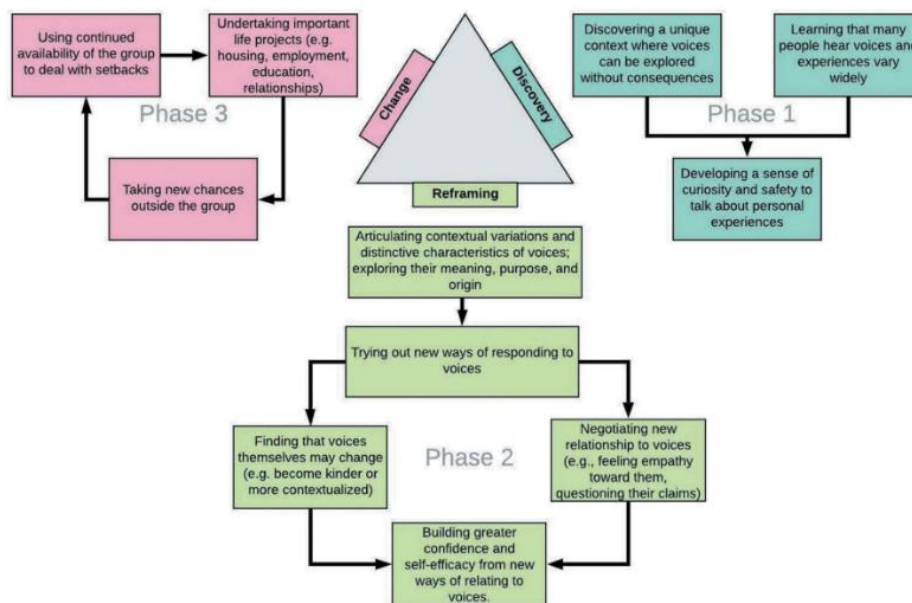 Using continued
availability of the group
to deal with setbacks
Undertaking important
life projects (e.g.
housing, employment,
education,
relationships)
Phase 3
Taking new chances
outside the group
Change
Discovery
Reframing
Discovering a unique
context where voices
can be explored
without consequences
Learning that many
people hear voices and
experiences vary
widely
Phase 1
Developing a sense of
curiosity and safety to
talk about personal
experiences
Articulating contextual variations and
distinctive characteristics of voices;
exploring their meaning, purpose, and
origin
Trying out new ways of responding to
voices
Finding that voices
themselves may change
(e.g. become kinder or
more contextualized)
Phase 2
Negotiating new
relationship to voices
(e.g., feeling empathy
toward them,
questioning their claims)
Building greater
confidence and
self-efficacy from new
ways of relating to
voices.